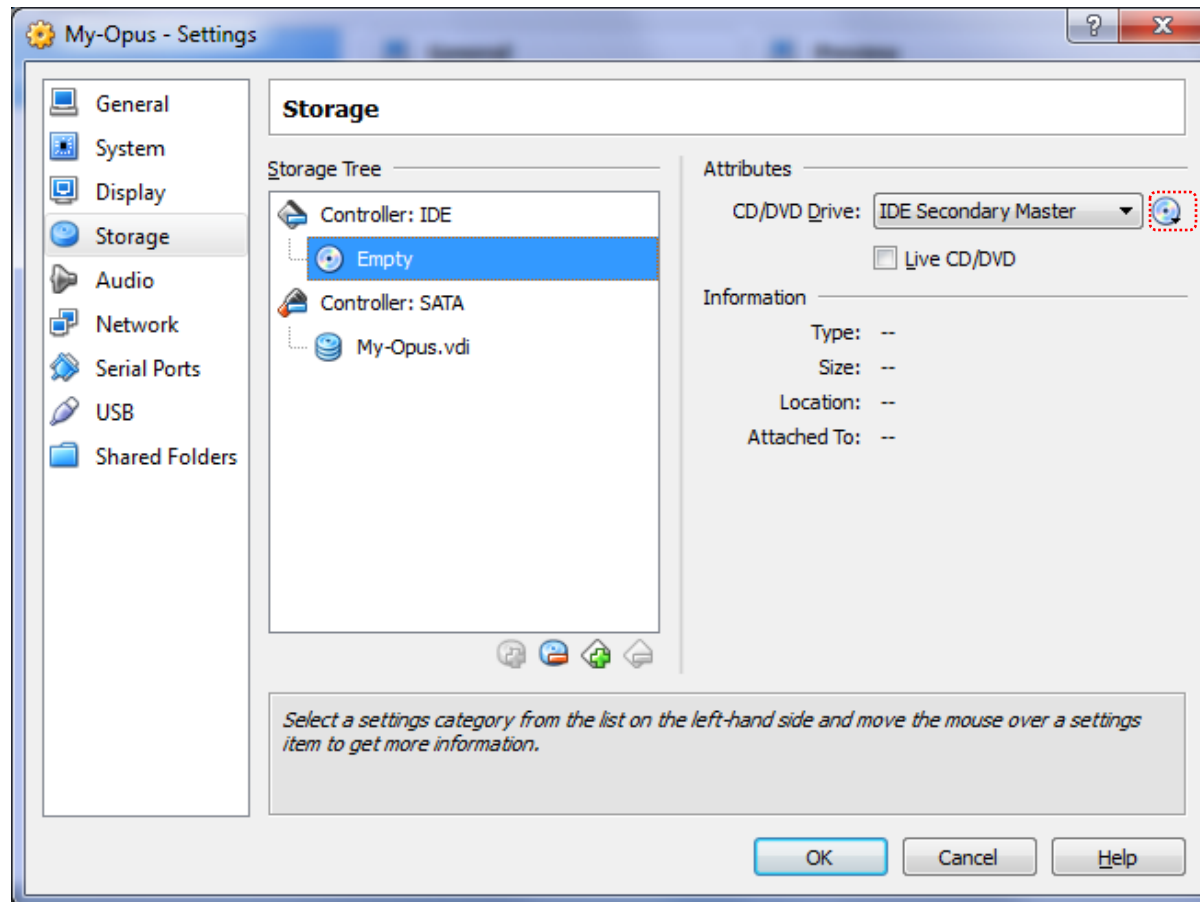 My-Opus - Settings
General
System
Display
Storage
Audio
Network
Serial Ports
USB
Shared Folders
Storage
Storage Tree
Controller: IDE
Empty
Controller: SATA
My-Opus.vdi
Attributes
CD/DVD Drive: IDE Secondary Master
Live CD/DVD
Information
Type: --
Size: --
Location: --
Attached To: --
Select a settings category from the list on the left-hand side and move the mouse over a settings
item to get more information.
OK Cancel Help